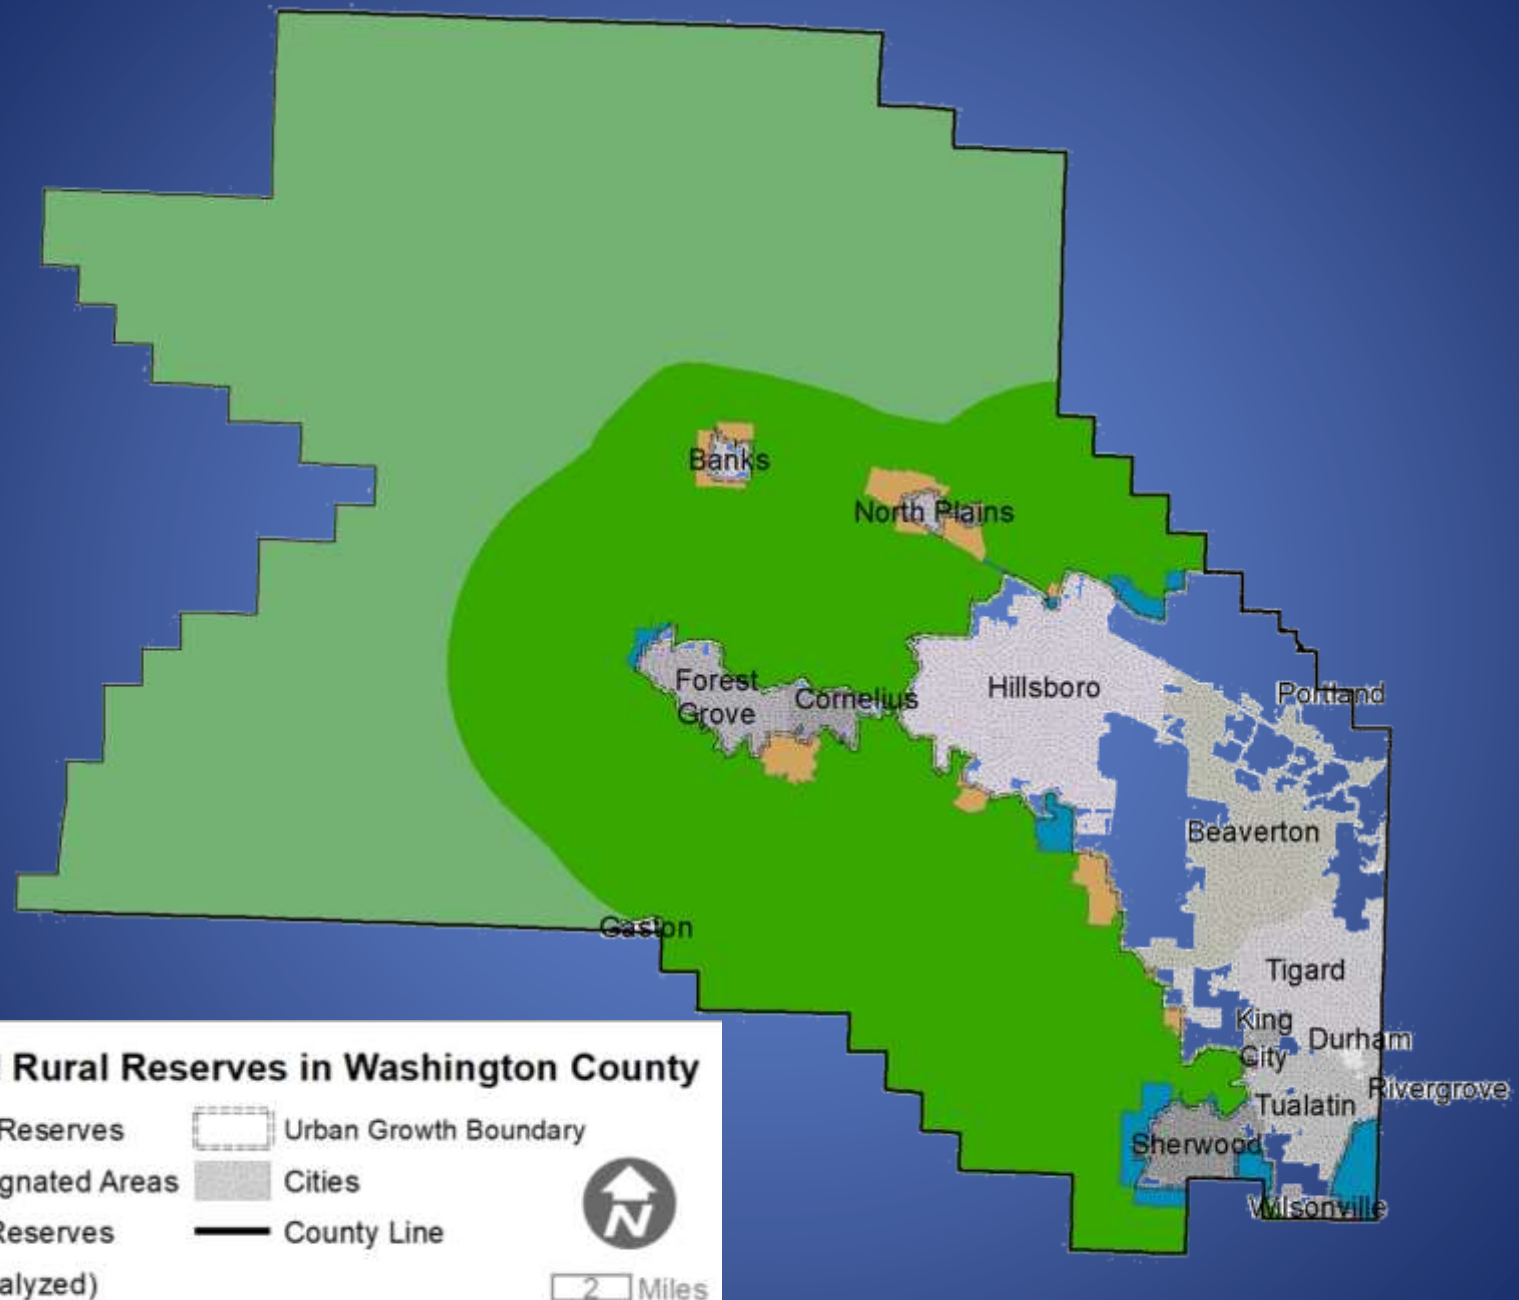 Banks
North Plains
Forest
Grove
Cornelius
Hillsboro
Portland
Beaverton
Gaston
Tigard
King
City
Durham
Rivergrove
Tualatin
Sherwood
Wilsonville
Rural Reserves in Washington County
Reserves
Urban Growth Boundary
gnated Areas
Cities
Reserves
County Line
alyzed)
N
2 Miles